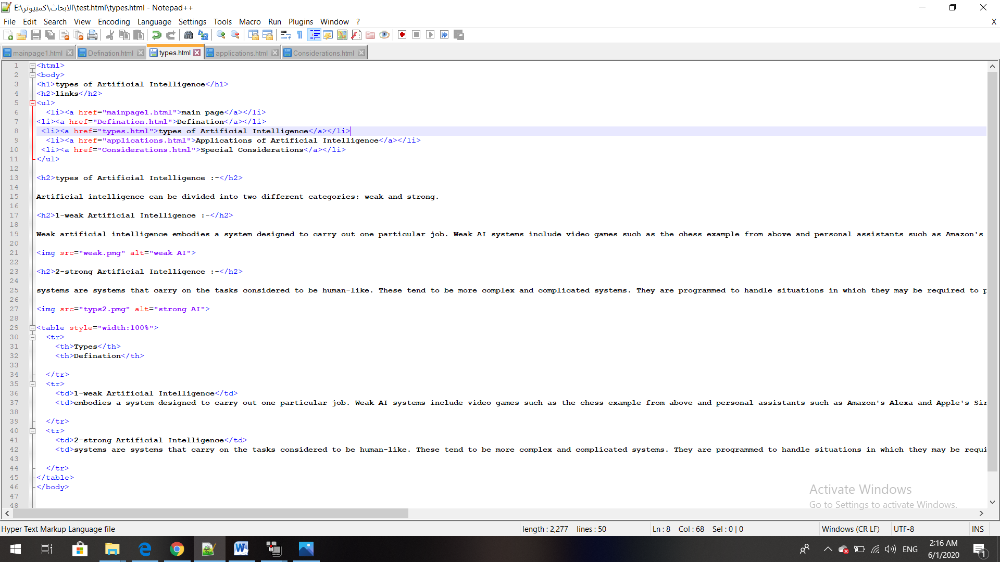 E:\الابحاث\كمبيوتر\test.html\types.html - Notepad++
File Edit Search View Encoding Language Settings Tools Macro Run Plugins Window ? X
mainpage1.html Defination.html types.html applications.html Considerations.html
1 <html>
2 <body>
3 <h1>types of Artificial Intelligence</h1>
4 <h2>links</h2>
5 <ul>
6 <li><a href="mainpage1.html">main page</a></li>
7 <li><a href="Defination.html">Defination</a></li>
8 <li><a href="types.html">types of Artificial Intelligence</a></li>
9 <li><a href="applications.html">Applications of Artificial Intelligence</a></li>
10 <li><a href="Considerations.html">Special Considerations</a></li>
11 </ul>
12
13 <h2>types of Artificial Intelligence :-</h2>
14
15 Artificial intelligence can be divided into two different categories: weak and strong.
16
17 <h2>1-weak Artificial Intelligence :-</h2>
18
19 Weak artificial intelligence embodies a system designed to carry out one particular job. Weak AI systems include video games such as the chess example from above and personal assistants such as Amazon's
20
21 <img src="weak.pmg" alt="weak AI">
22
23 <h2>2-strong Artificial Intelligence :-</h2>
24
25 systems are systems that carry on the tasks considered to be human-like. These tend to be more complex and complicated systems. They are programmed to handle situations in which they may be required to
26
27 <img src="typs2.pmg" alt="strong AI">
28
29 <table style="width:100%">
30 <tr>
31 <th>Types</th>
32 <th>Defination</th>
33
34 </tr>
35 <tr>
36 <td>1-weak Artificial Intelligence</td>
37 <td>embodies a system designed to carry out one particular job. Weak AI systems include video games such as the chess example from above and personal assistants such as Amazon's Alexa and Apple's
38
39 </tr>
40 <tr>
41 <td>2-strong Artificial Intelligence</td>
42 <td>systems are systems that carry on the tasks considered to be human-like. These tend to be more complex and complicated systems. They are programmed to handle situations in which they may be
43
44 </tr>
45 </table>
46 </body>
47
48
Activate Windows
Go to Settings to activate Windows.
Hyper Text Markup Language file length : 2,277 lines : 50 Ln : 8 Col : 68 Sel : 0 | 0 Windows (CR LF) UTF-8 INS
ENG 2:16 AM
6/1/2020 1